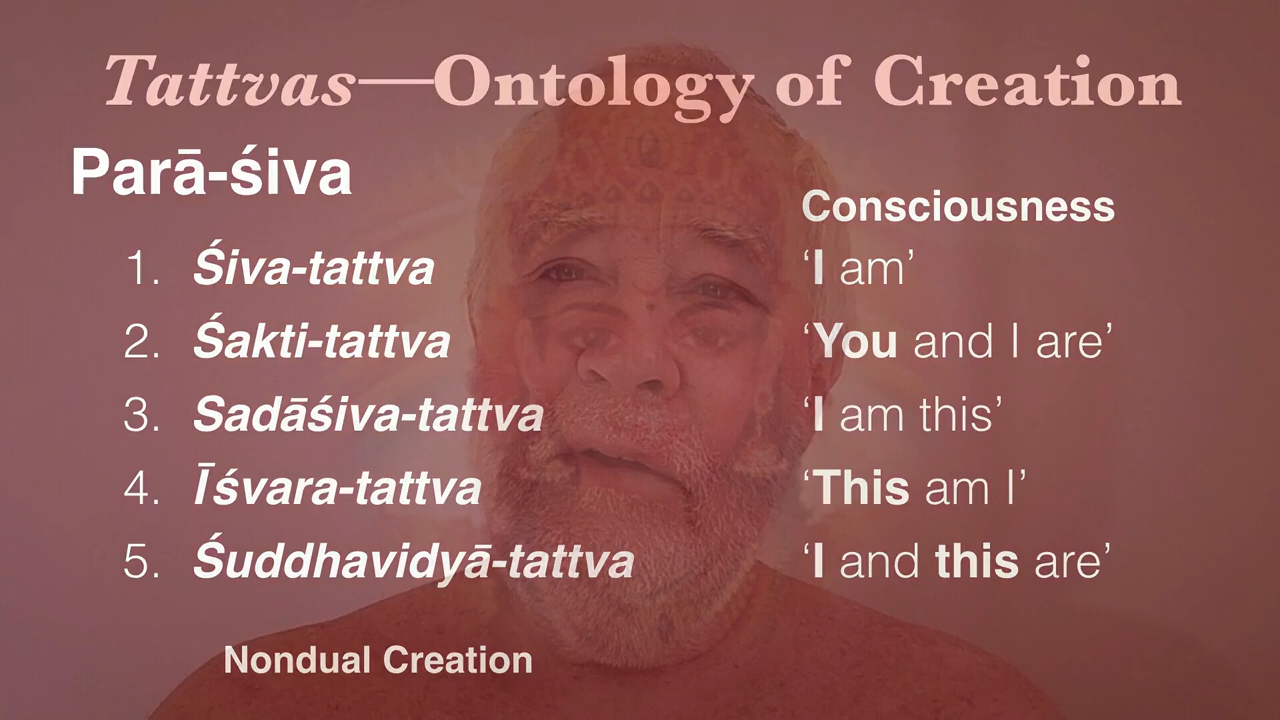 Tattvas—Ontology of Creation
Parā-śiva
Consciousness
1. Śiva-tattva ‘I am’
2. Śakti-tattva ‘You and I are’
3. Sadāśiva-tattva ‘I am this’
4. Īśvara-tattva ‘This am I’
5. Śuddhavidyā-tattva ‘I and this are’
Nondual Creation